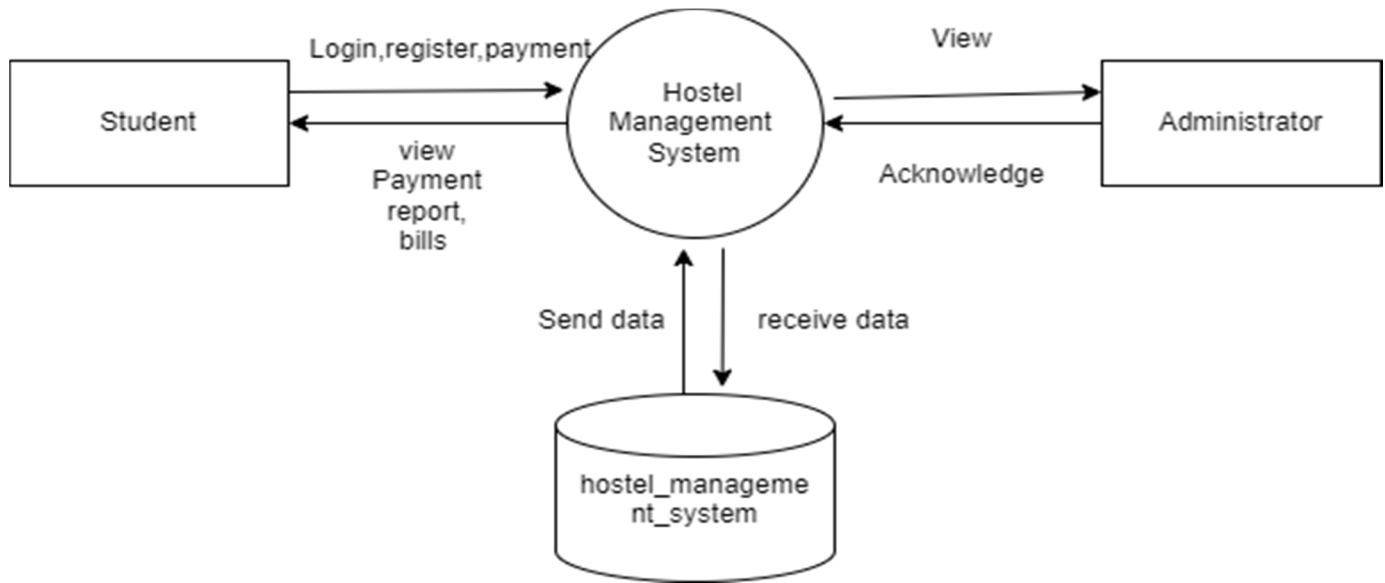 Login,register,payment
View
Student
Hostel
Management
System
Administrator
view
Payment
report,
bills
Acknowledge
Send data
receive data
hostel_manageme
nt_system